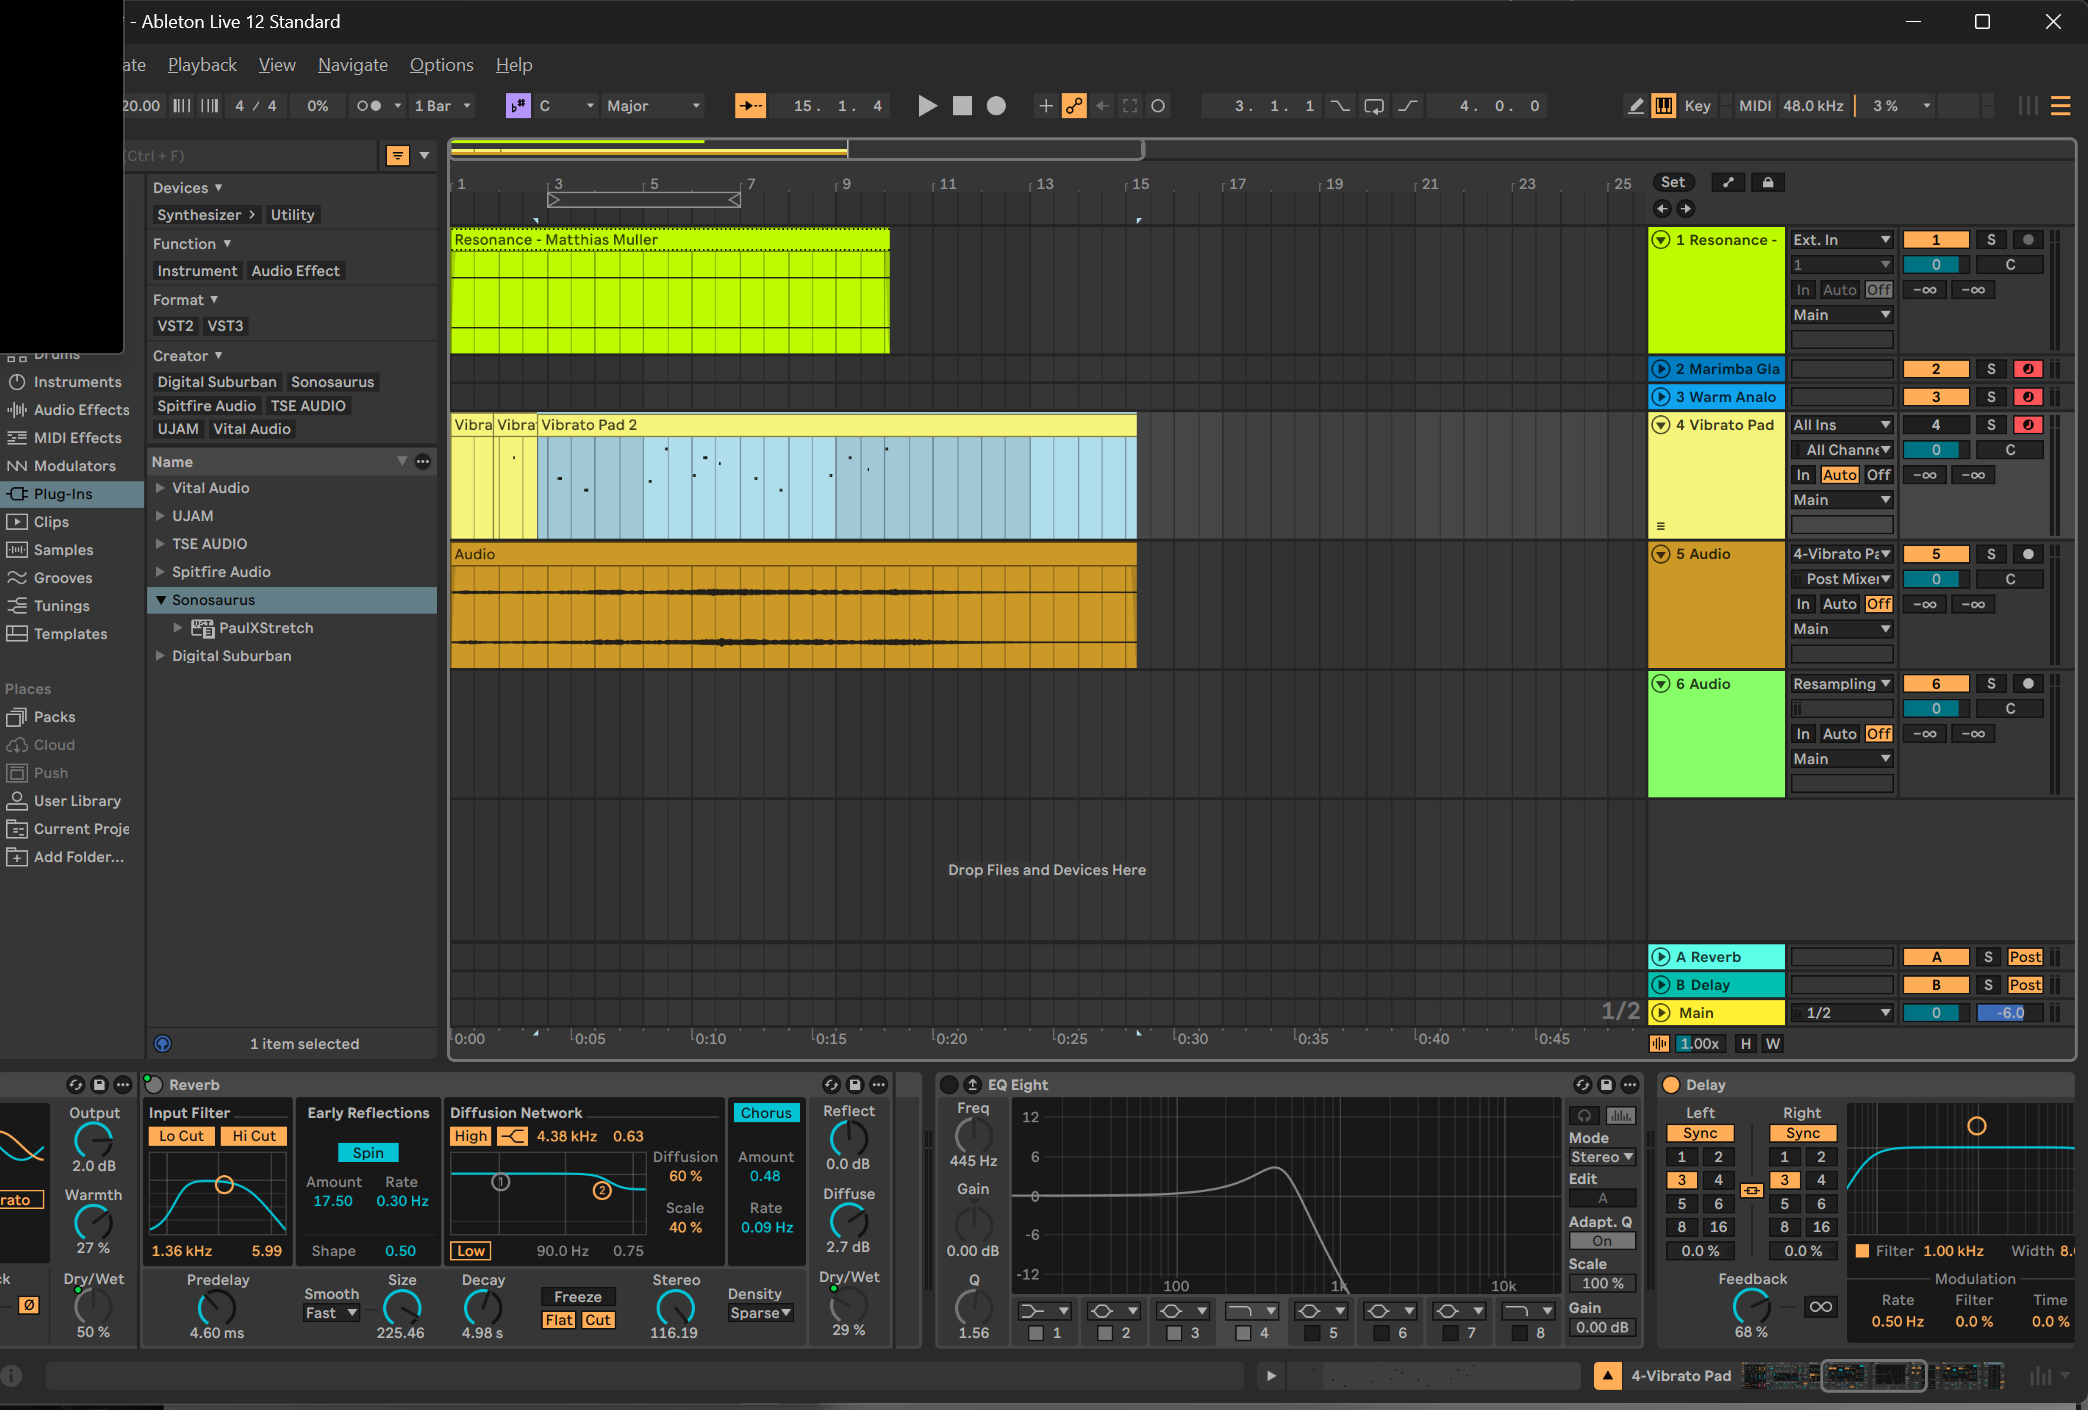 - Ableton Live 12 Standard
ate Playback View Navigate Options Help
20.00 4 / 4 0% 1 Bar C Major 15. 1. 4 3. 1. 1 4. 0. 0 Key MIDI 48.0 kHz 3 %
(Ctrl + F)
Devices
Synthesizer > Utility
Function
Instrument Audio Effect
Format
VST2 VST3
Creator
Digital Suburban Sonosaurus
Spitfire Audio TSE AUDIO
UJAM Vital Audio
Drums
Instruments
Audio Effects
MIDI Effects
Modulators
Plug-Ins
Clips
Samples
Grooves
Tunings
Templates
Places
Packs
Cloud
Push
User Library
Current Proje
Add Folder...
Name
Vital Audio
UJAM
TSE AUDIO
Spitfire Audio
Sonosaurus
PaulXStretch
Digital Suburban
1 item selected
1 3 5 7 9 11 13 15 17 19 21 23 25
Set
Resonance - Matthias Muller
Vibra Vibra Vibrato Pad 2
Audio
Drop Files and Devices Here
1/2
0:00 0:05 0:10 0:15 0:20 0:25 0:30 0:35 0:40 0:45
1 Resonance - Ext. In 1 S
1 0 C
In Auto Off -∞ -∞
Main
2 Marimba Gla 2 S
3 Warm Analo 3 S
4 Vibrato Pad All Ins 4 S
All Channe 0 C
In Auto Off -∞ -∞
Main
5 Audio 4-Vibrato Pa 5 S
Post Mixer 0 C
In Auto Off -∞ -∞
Main
6 Audio Resampling 6 S
0 C
In Auto Off -∞ -∞
Main
A Reverb A S Post
B Delay B S Post
Main 1/2 0 -6.0
1.00x H W
Output
2.0 dB
Warmth
27 %
rato
Dry/Wet
50 %
Ø
Reverb
Input Filter
Lo Cut Hi Cut
1.36 kHz 5.99
Early Reflections
Spin
Amount Rate
17.50 0.30 Hz
Shape 0.50
Diffusion Network
High 4.38 kHz 0.63
1 2
Diffusion
60 %
Scale
40 %
Low 90.0 Hz 0.75
Chorus
Amount
0.48
Rate
0.09 Hz
Reflect
0.0 dB
Diffuse
2.7 dB
Dry/Wet
29 %
Predelay
4.60 ms
Smooth
Fast
Size
225.46
Decay
4.98 s
Freeze
Flat Cut
Stereo
116.19
Density
Sparse
EQ Eight
Freq
445 Hz
Gain
0.00 dB
Q
1.56
12
6
0
-6
-12
100 1k 10k
1 2 3 4 5 6 7 8
Mode
Stereo
Edit
A
Adapt. Q
On
Scale
100 %
Gain
0.00 dB
Delay
Left Right
Sync Sync
1 2 1 2
3 4 3 4
5 6 5 6
8 16 8 16
0.0 % 0.0 %
Feedback
68 %
Filter 1.00 kHz Width 8.
Modulation
Rate Filter Time
0.50 Hz 0.0 % 0.0 %
4-Vibrato Pad